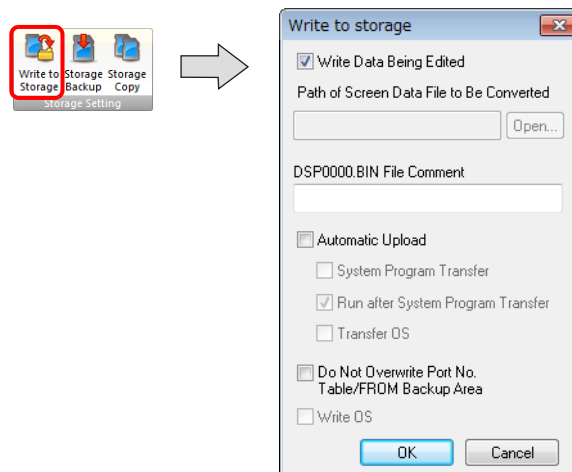 Write to Storage Storage
Storage Backup Copy
Storage Setting
Write to storage
Write Data Being Edited
Path of Screen Data File to Be Converted
Open...
DSP0000.BIN File Comment
Automatic Upload
System Program Transfer
Run after System Program Transfer
Transfer OS
Do Not Overwrite Port No.
Table/FROM Backup Area
Write OS
OK Cancel